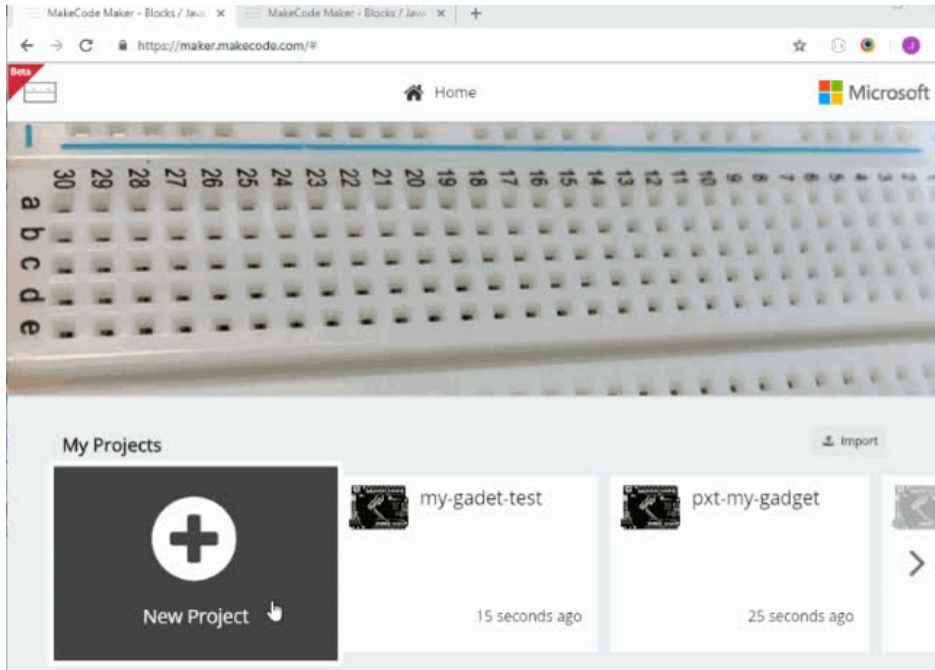 MakeCode Maker - Blocks / Java
MakeCode Maker - Blocks / Java
https://maker.makecode.com/#
J
Beta
Home
Microsoft
30 29 28 27 26 25 24 23 22 21 20 19 18 17 16 15 14 13 12 11 10 9 8 7 6 5 4 3 2
a
b
c
d
e
My Projects
Import
New Project
my-gadet-test
15 seconds ago
pxt-my-gadget
25 seconds ago